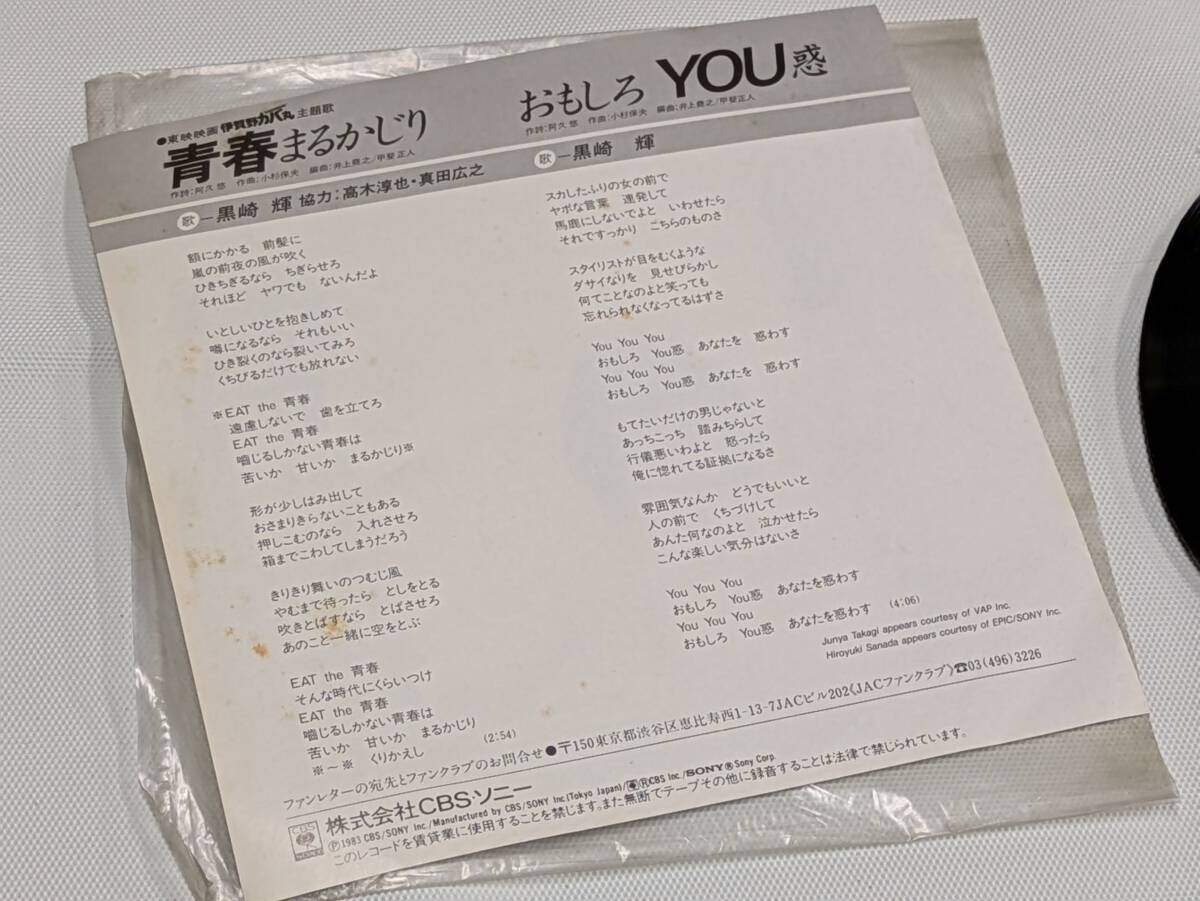 ●東映映画 伊賀野カバ丸 主題歌
青春まるかじり
作詩:阿久 悠 作曲:小杉保夫 編曲:井上堯之/甲斐正人
歌—黒崎 輝 協力:高木淳也・真田広之
額にかかる 前髪に
嵐の前夜の風が吹く
ひきちぎるなら ちぎらせろ
それほど ヤワでも ないんだよ
いとしいひとを抱きしめて
噂になるなら それもいい
ひき裂くのなら裂いてみろ
くちびるだけでも放れない
※EAT the 青春
遠慮しないで 歯を立てろ
EAT the 青春
嚙じるしかない青春は
苦いか 甘いか まるかじり※
形が少しはみ出して
おさまりきらないこともある
押しこむのなら 入れさせろ
箱までこわしてしまうだろう
きりきり舞いのつむじ風
やむまで待ったら としをとる
吹きとばすなら とばさせろ
あのこと一緒に空をとぶ
EAT the 青春
そんな時代にくらいつけ
EAT the 青春
嚙じるしかない青春は
苦いか 甘いか まるかじり
※〜※ くりかえし (2:54)
おもしろ YOU惑
作詩:阿久 悠 作曲:小杉保夫 編曲:井上堯之/甲斐正人
歌—黒崎 輝
スカしたふりの女の前で
ヤボな言葉 連発して
馬鹿にしないでよと いわせたら
それですっかり こちらのものさ
スタイリストが目をむくような
ダサイなりを 見せびらかし
何てことなのよと笑っても
忘れられなくなってるはずさ
You You You
おもしろ You惑 あなたを 惑わす
You You You
おもしろ You惑 あなたを 惑わす
もてたいだけの男じゃないと
あっちこっち 踏みちらして
行儀悪いわよと 怒ったら
俺に惚れてる証拠になるさ
雰囲気なんか どうでもいいと
人の前で くちづけして
あんた何なのよと 泣かせたら
こんな楽しい気分はないさ
You You You
おもしろ You惑 あなたを惑わす
You You You
おもしろ You惑 あなたを惑わす (4:06)
Junya Takagi appears courtesy of VAP Inc.
Hiroyuki Sanada appears courtesy of EPIC/SONY Inc.
ファンレターの宛先とファンクラブのお問合せ●〒150東京都渋谷区恵比寿西1-13-7JACビル202《JACファンクラブ》☎03(496)3226
CBS SONY
株式会社CBS・ソニー
Ⓟ1983 CBS/SONY Inc./Manufactured by CBS/SONY Inc.(Tokyo Japan)/ⓇCBS Inc./SONY®Sony Corp.
このレコードを賃貸業に使用することを禁じます。また無断でテープその他に録音することは法律で禁じられています。